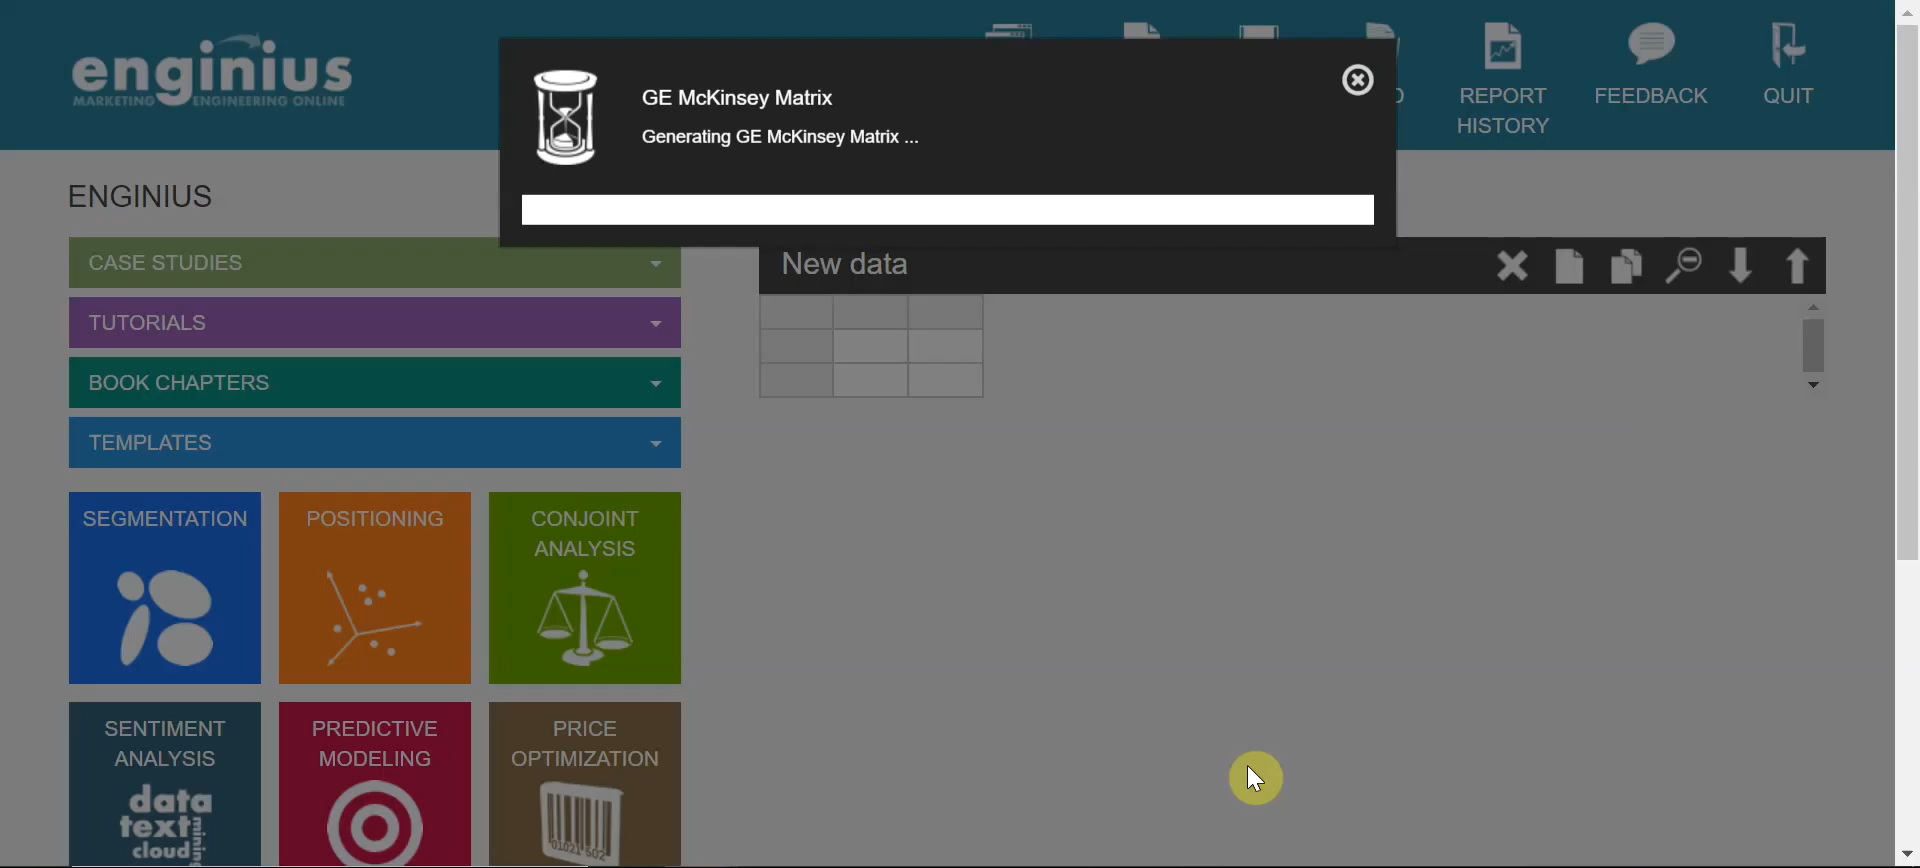 enginius
MARKETING ENGINEERING ONLINE
GE McKinsey Matrix
Generating GE McKinsey Matrix ...
REPORT
HISTORY
FEEDBACK
QUIT
ENGINIUS
CASE STUDIES
TUTORIALS
BOOK CHAPTERS
TEMPLATES
New data
SEGMENTATION
POSITIONING
CONJOINT
ANALYSIS
SENTIMENT
ANALYSIS
data
text mining
cloud
PREDICTIVE
MODELING
PRICE
OPTIMIZATION